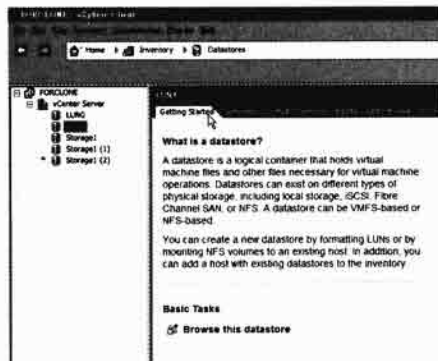 Home Inventory Datastores
FORCLONE
vCenter Server
LUNG
Storage1
Storage1 (1)
Storage1 (2)
Getting Started
What is a datastore?
A datastore is a logical container that holds virtual
machine files and other files necessary for virtual machine
operations. Datastores can exist on different types of
physical storage, including local storage, iSCSI, Fibre
Channel SAN, or NFS. A datastore can be VMFS-based or
NFS-based.
You can create a new datastore by formatting LUNs or by
mounting NFS volumes to an existing host. In addition, you
can add a host with existing datastores to the inventory
Basic Tasks
Browse this datastore